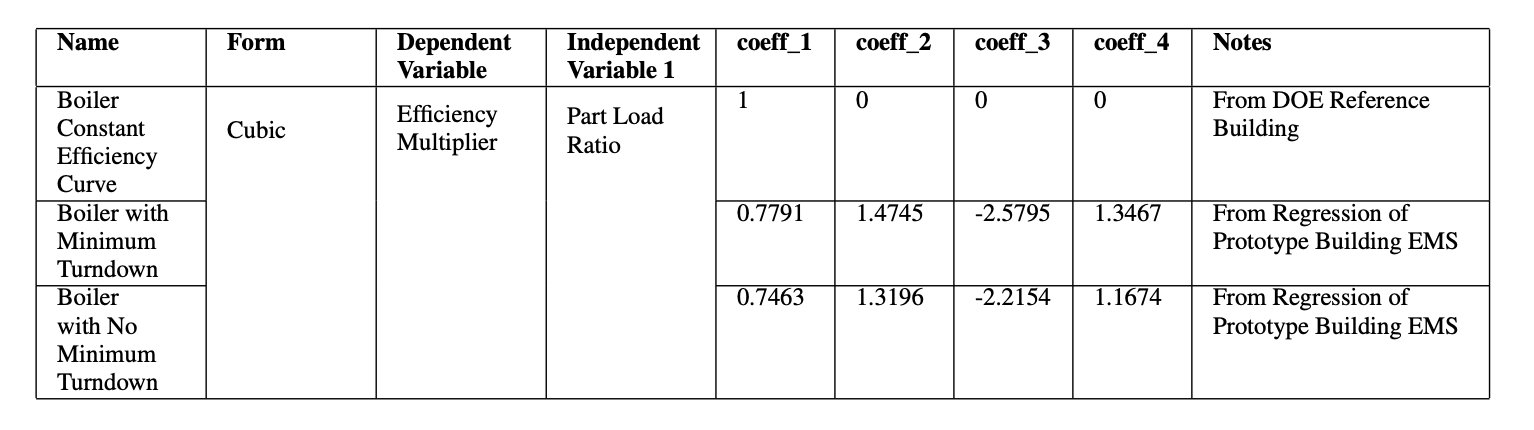 Name Form Dependent Variable Independent Variable 1 coeff_1 coeff_2 coeff_3 coeff_4 Notes
Boiler Constant Efficiency Curve Cubic Efficiency Multiplier Part Load Ratio 1 0 0 0 From DOE Reference Building
Boiler with Minimum Turndown 0.7791 1.4745 -2.5795 1.3467 From Regression of Prototype Building EMS
Boiler with No Minimum Turndown 0.7463 1.3196 -2.2154 1.1674 From Regression of Prototype Building EMS